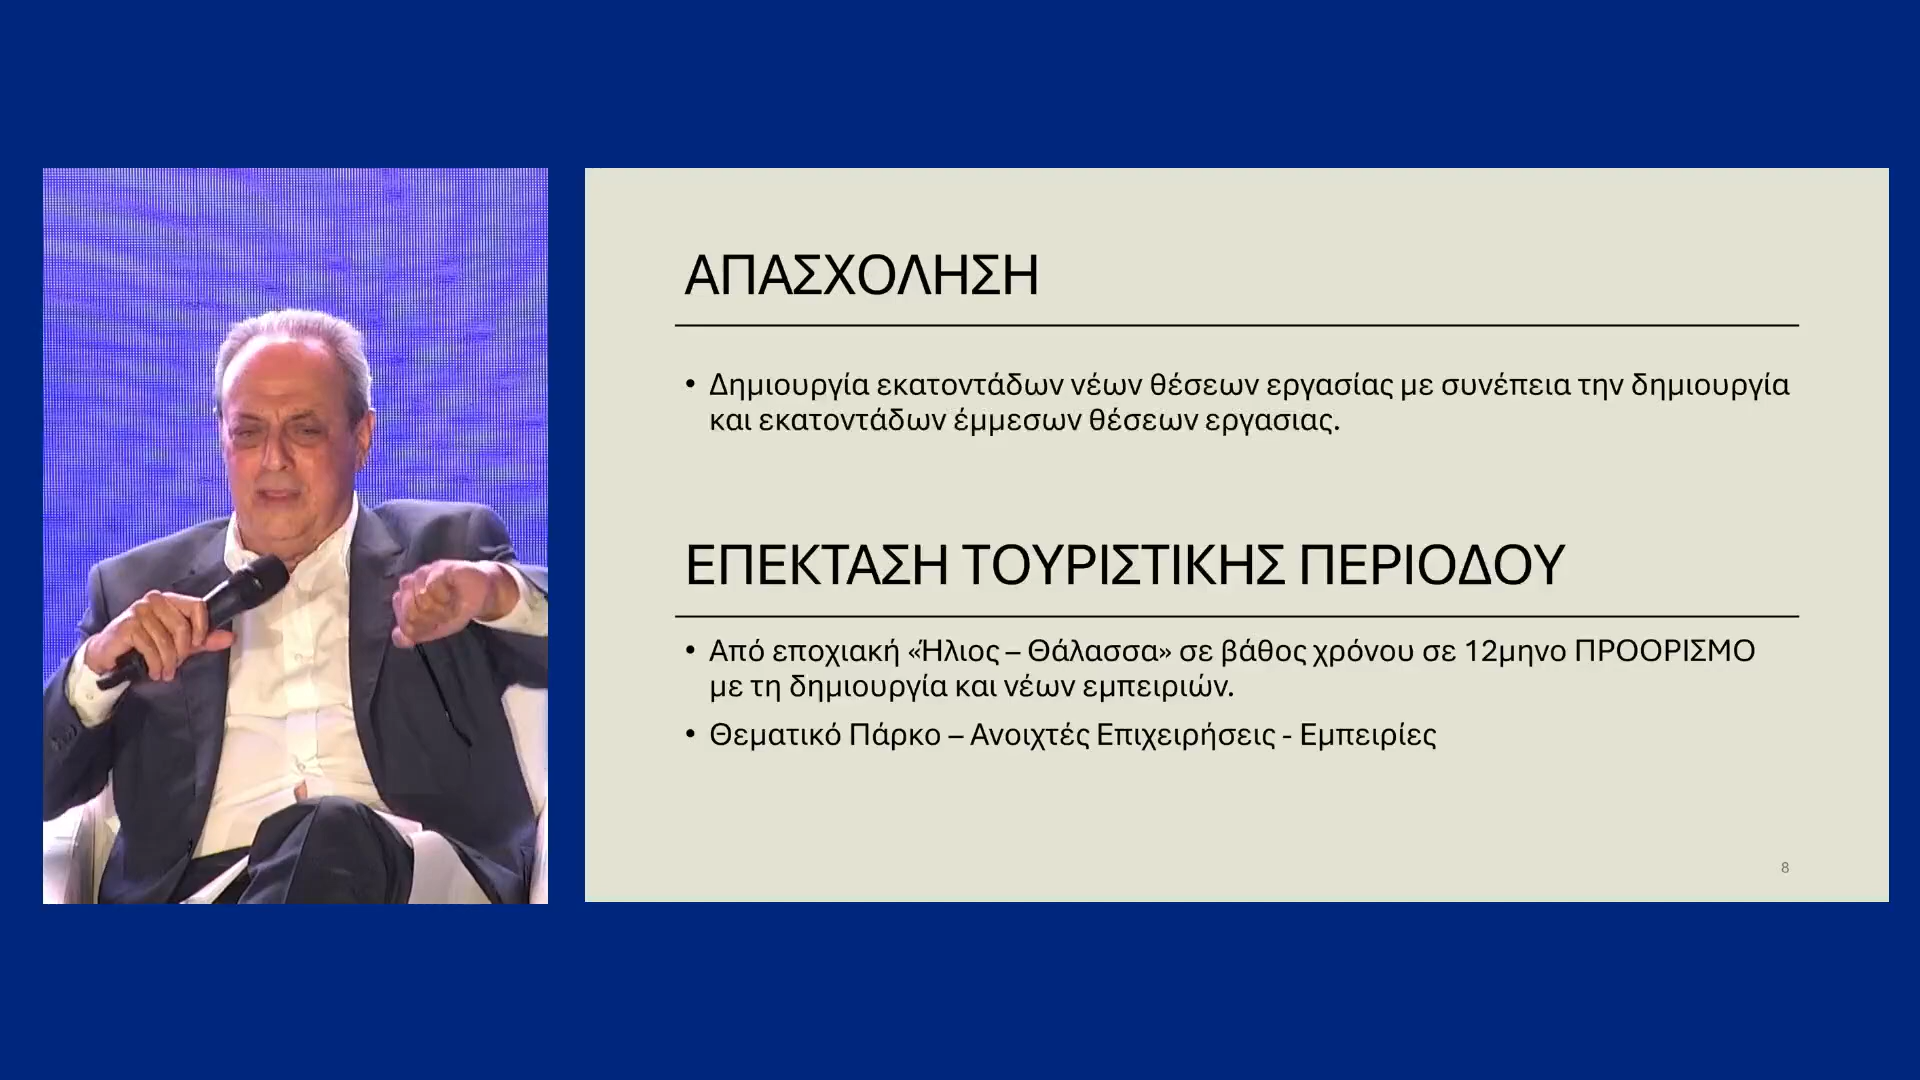 ΑΠΑΣΧΟΛΗΣΗ
• Δημιουργία εκατοντάδων νέων θέσεων εργασίας με συνέπεια την δημιουργία
και εκατοντάδων έμμεσων θέσεων εργασιας.
ΕΠΕΚΤΑΣΗ ΤΟΥΡΙΣΤΙΚΗΣ ΠΕΡΙΟΔΟΥ
• Από εποχιακή «Ήλιος – Θάλασσα» σε βάθος χρόνου σε 12μηνο ΠΡΟΟΡΙΣΜΟ
με τη δημιουργία και νέων εμπειριών.
• Θεματικό Πάρκο – Ανοιχτές Επιχειρήσεις - Εμπειρίες
8